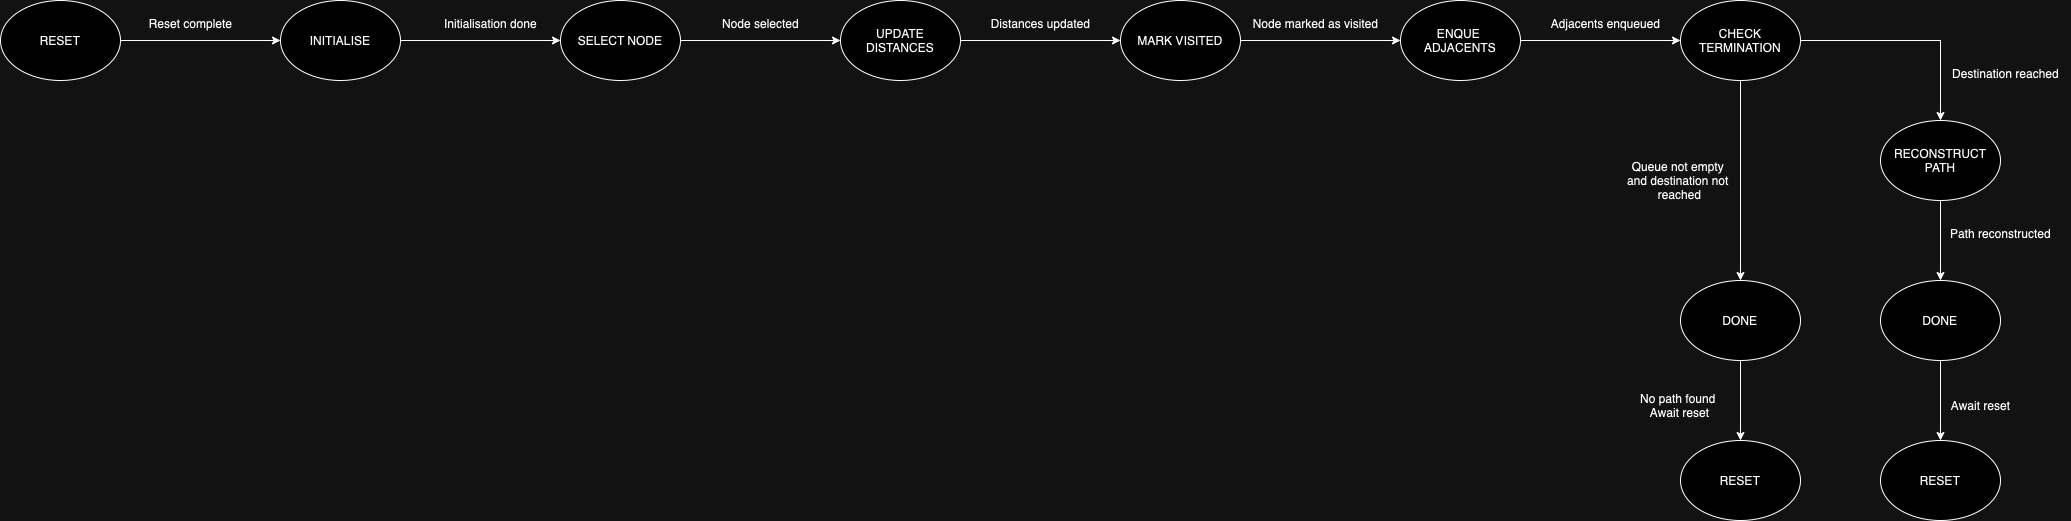 RESET
Reset complete
INITIALISE
Initialisation done
SELECT NODE
Node selected
UPDATE
DISTANCES
Distances updated
MARK VISITED
Node marked as visited
ENQUE
ADJACENTS
Adjacents enqueued
CHECK
TERMINATION
Destination reached
RECONSTRUCT
PATH
Queue not empty
and destination not
reached
Path reconstructed
DONE
DONE
No path found
Await reset
Await reset
RESET
RESET